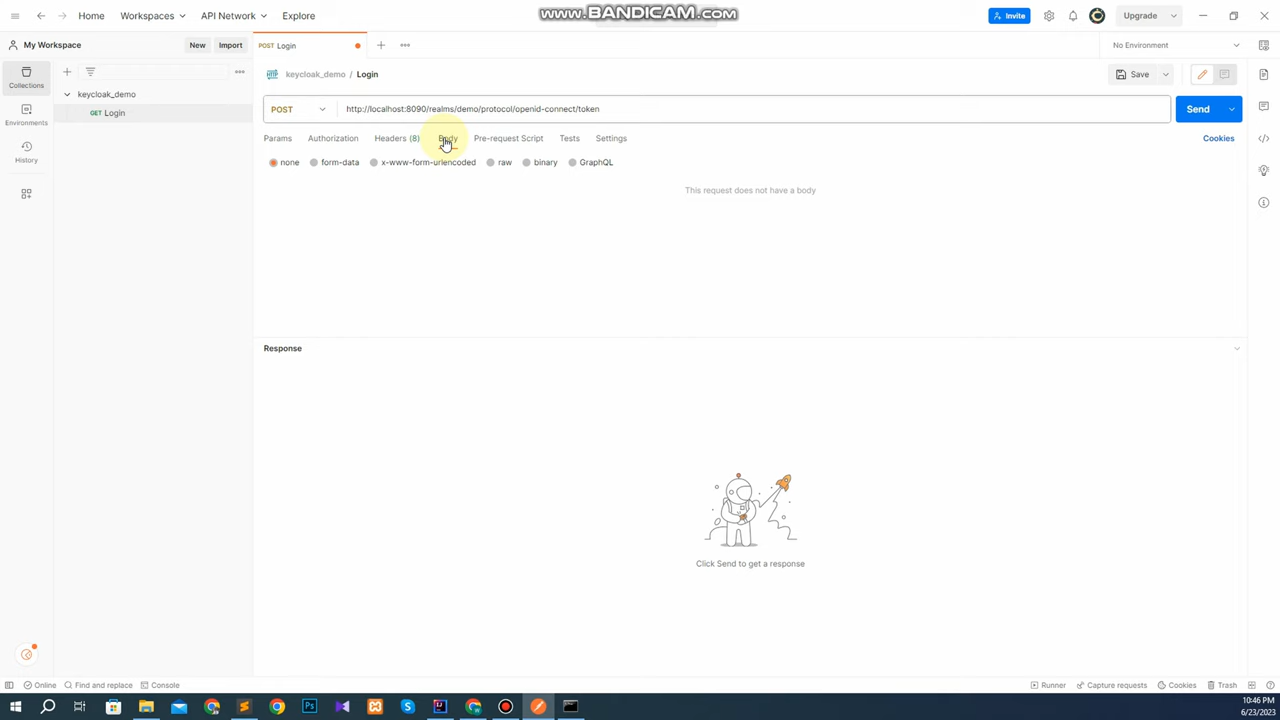 www.BANDICAM.com
Home
Workspaces
API Network
Explore
Invite
Upgrade
My Workspace
New
Import
POST Login
No Environment
Collections
keycloak_demo
GET Login
Environments
History
HTTP
keycloak_demo / Login
Save
POST
http://localhost:8090/realms/demo/protocol/openid-connect/token
Send
Params
Authorization
Headers (8)
Body
Pre-request Script
Tests
Settings
Cookies
none
form-data
x-www-form-urlencoded
raw
binary
GraphQL
This request does not have a body
Response
Click Send to get a response
Online
Find and replace
Console
Runner
Capture requests
Cookies
Trash
10:46 PM
6/23/2023